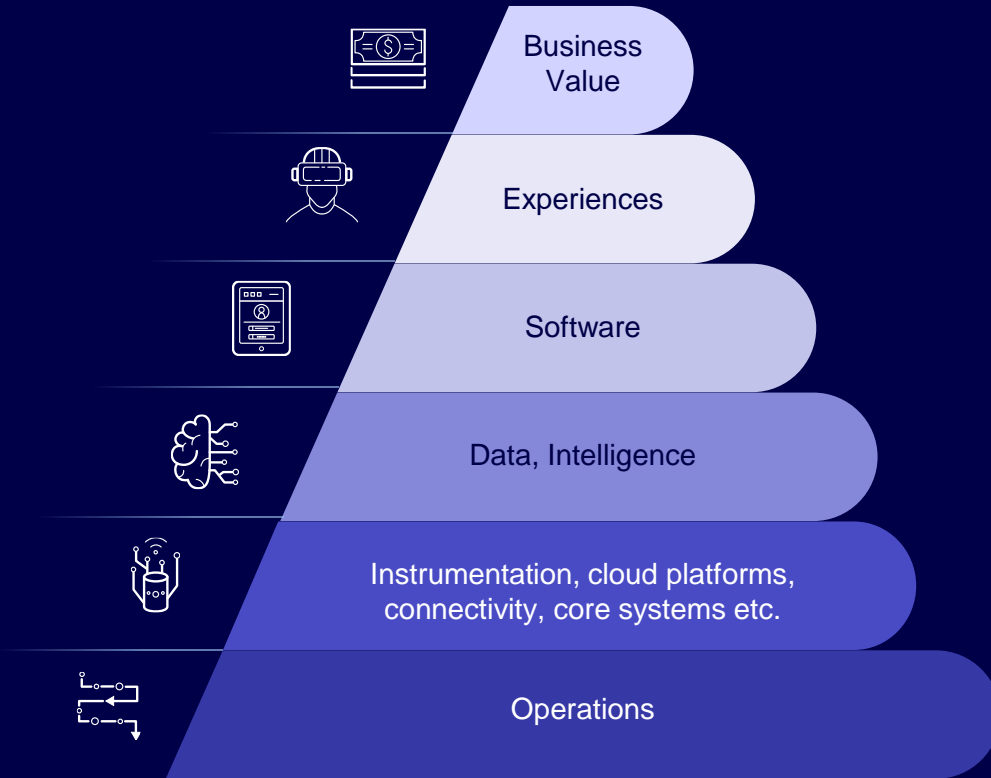 Business
Value
Experiences
Software
Data, Intelligence
Instrumentation, cloud platforms,
connectivity, core systems etc.
Operations